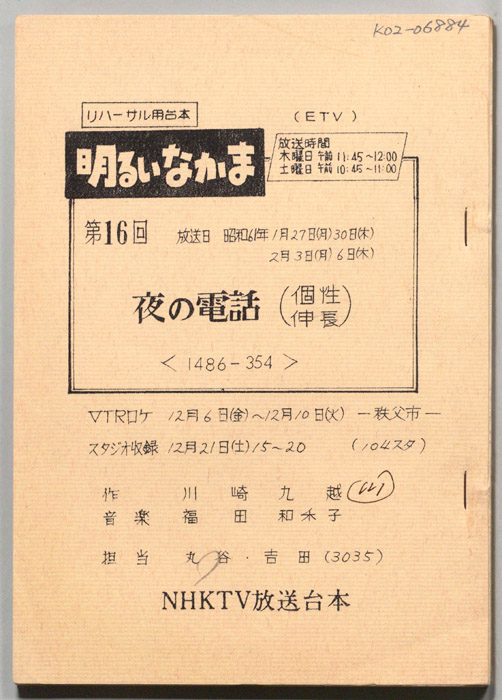 K02-06884
リハーサル用台本
(ETV)
明るいなかま
放送時間
木曜日 午前 11:45~12:00
土曜日 午前 10:45~11:00
第16回
放送日 昭和61年1月27日(月)30日(木)
2月3日(月)6日(木)
夜の電話 (個性伸長)
<1486-354>
VTRロケ 12月6日(金)~12月10日(火) ―秩父市―
スタジオ収録 12月21日(土)15~20 (104スタ)
作 川崎九越
音楽 福田和禾子
担当 丸谷・吉田(3035)
NHKTV放送台本